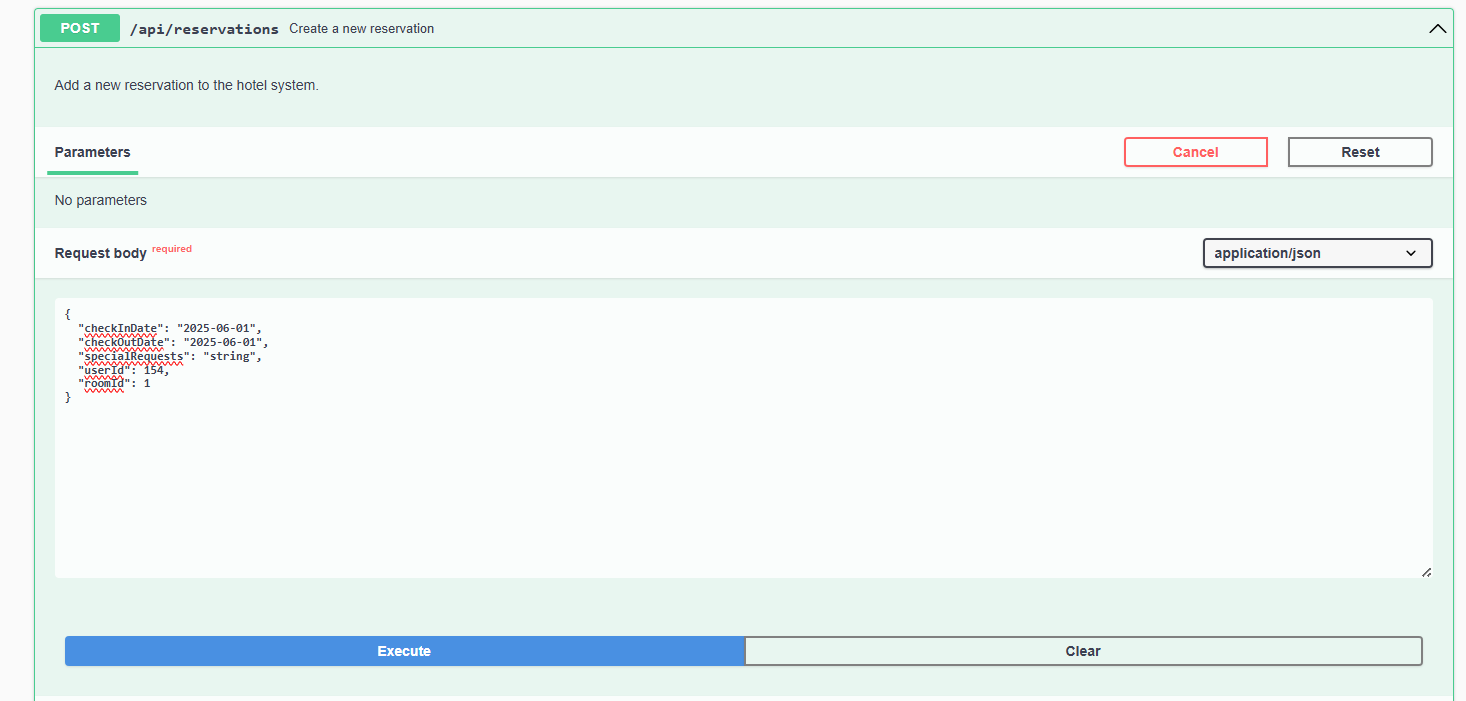 POST /api/reservations Create a new reservation
Add a new reservation to the hotel system.
Parameters
Cancel
Reset
No parameters
Request body required
application/json
{
  "checkInDate": "2025-06-01",
  "checkOutDate": "2025-06-01",
  "specialRequests": "string",
  "userId": 154,
  "roomId": 1
}
Execute
Clear